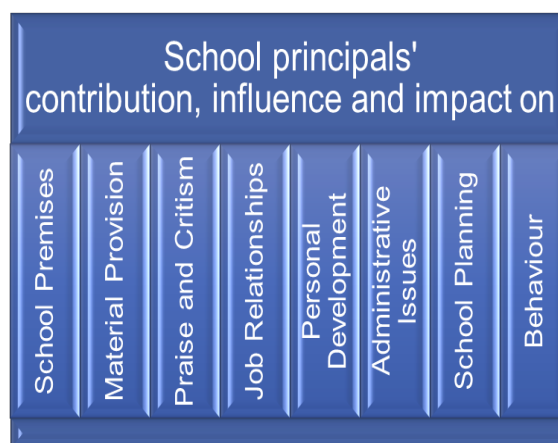 School principals'
contribution, influence and impact on
School Premises
Material Provision
Praise and Critism
Job Relationships
Personal
Development
Administrative
Issues
School Planning
Behaviour